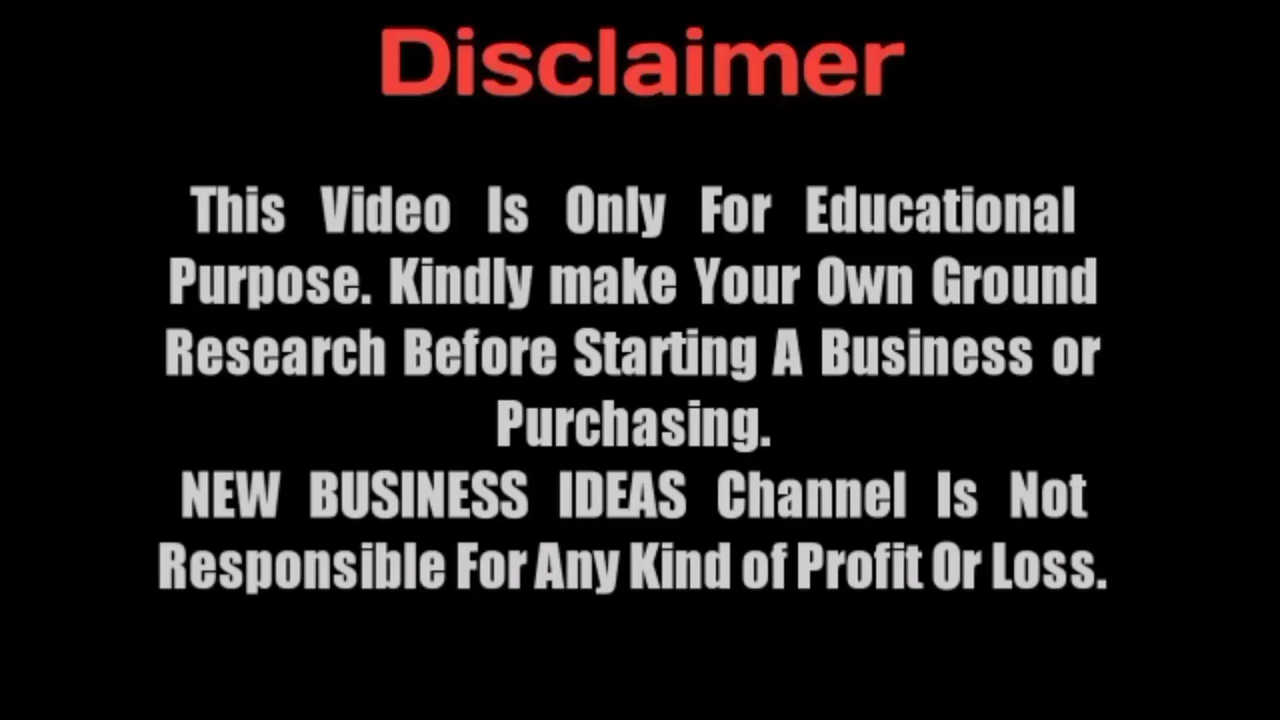 Disclaimer
This Video Is Only For Educational
Purpose. Kindly make Your Own Ground
Research Before Starting A Business or
Purchasing.
NEW BUSINESS IDEAS Channel Is Not
Responsible For Any Kind of Profit Or Loss.